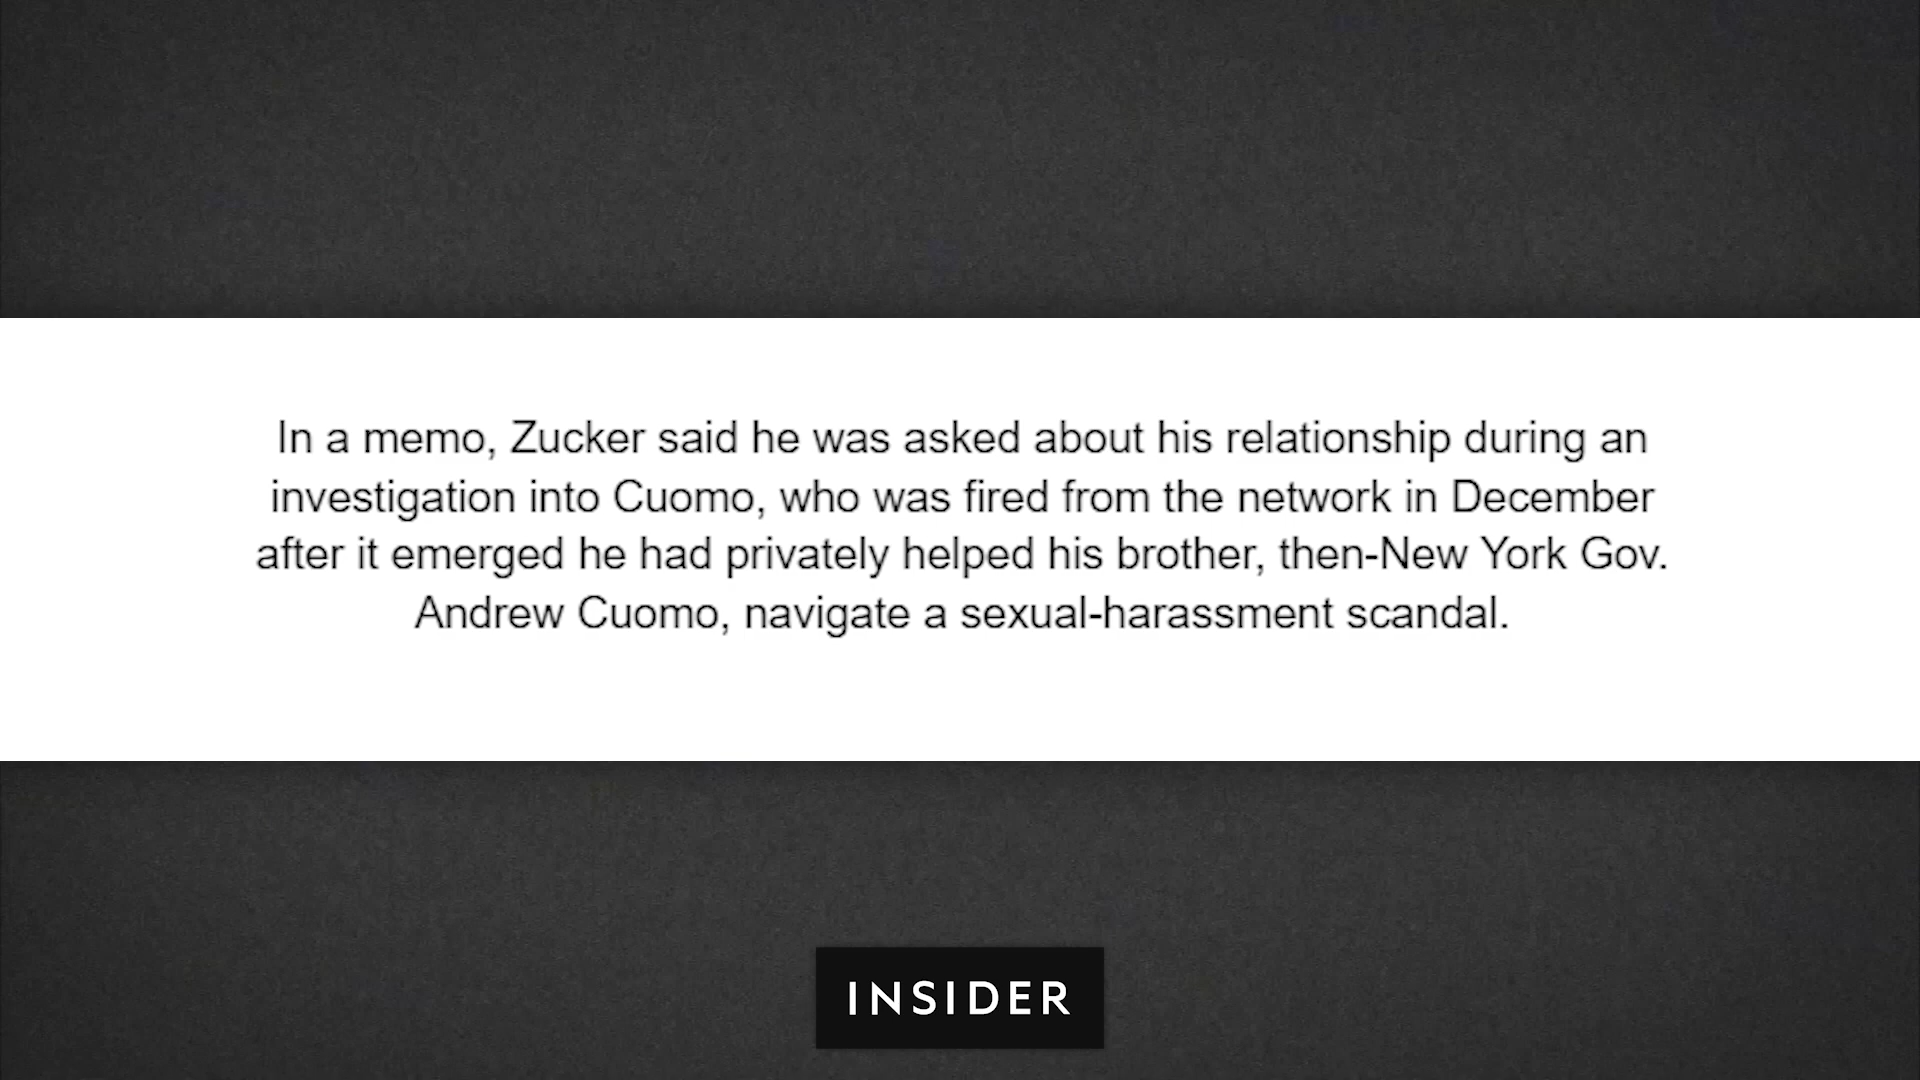 In a memo, Zucker said he was asked about his relationship during an
investigation into Cuomo, who was fired from the network in December
after it emerged he had privately helped his brother, then-New York Gov.
Andrew Cuomo, navigate a sexual-harassment scandal.
INSIDER